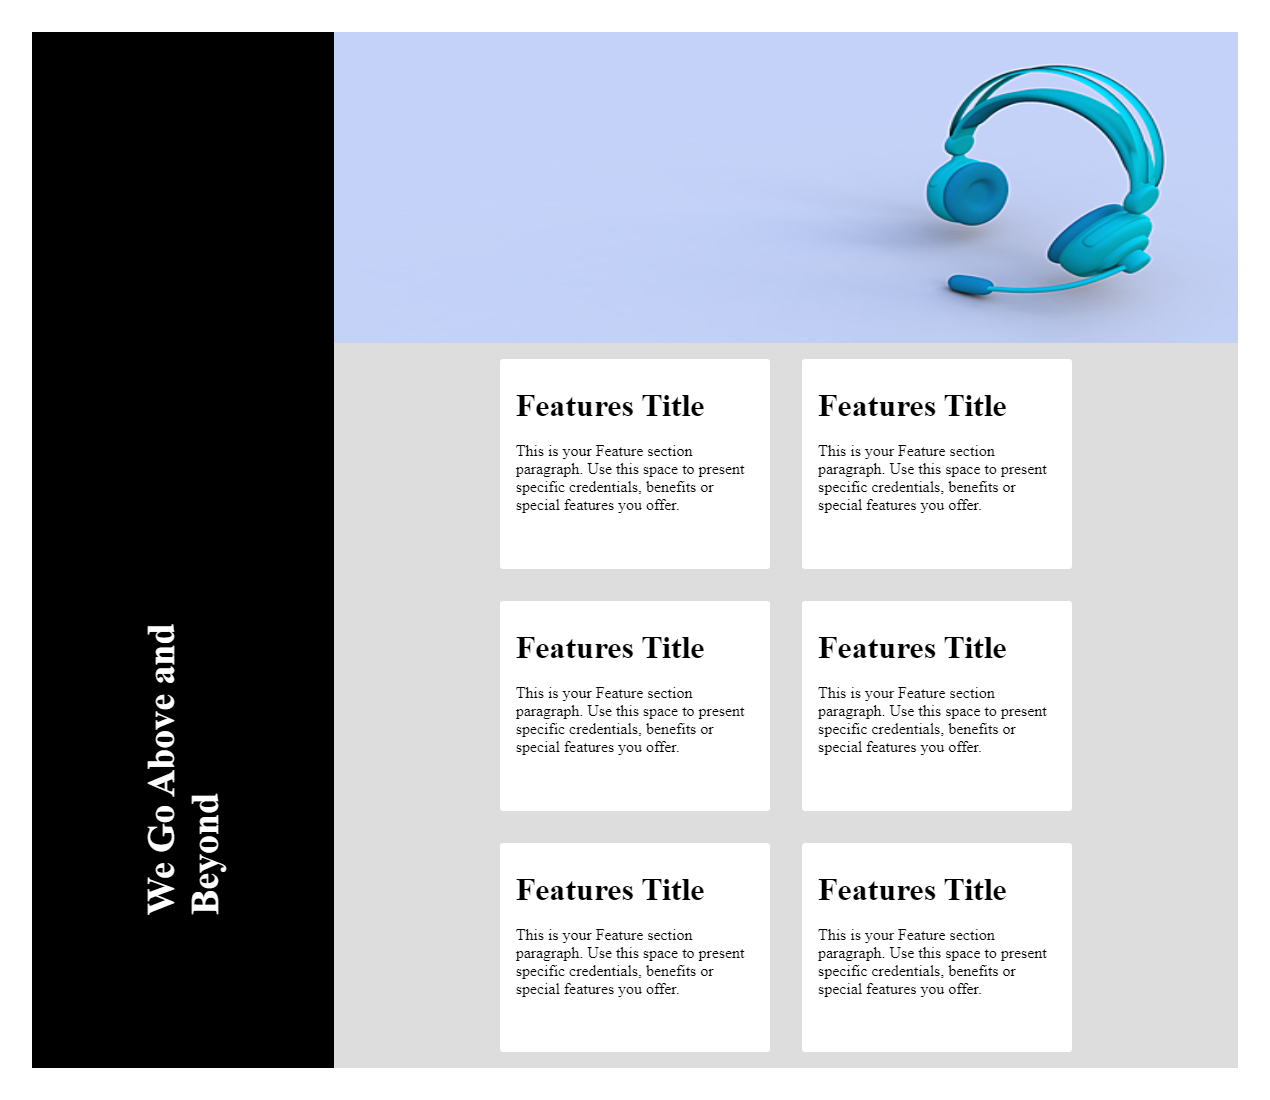 We Go Above and
Beyond
Features Title
This is your Feature section
paragraph. Use this space to present
specific credentials, benefits or
special features you offer.
Features Title
This is your Feature section
paragraph. Use this space to present
specific credentials, benefits or
special features you offer.
Features Title
This is your Feature section
paragraph. Use this space to present
specific credentials, benefits or
special features you offer.
Features Title
This is your Feature section
paragraph. Use this space to present
specific credentials, benefits or
special features you offer.
Features Title
This is your Feature section
paragraph. Use this space to present
specific credentials, benefits or
special features you offer.
Features Title
This is your Feature section
paragraph. Use this space to present
specific credentials, benefits or
special features you offer.